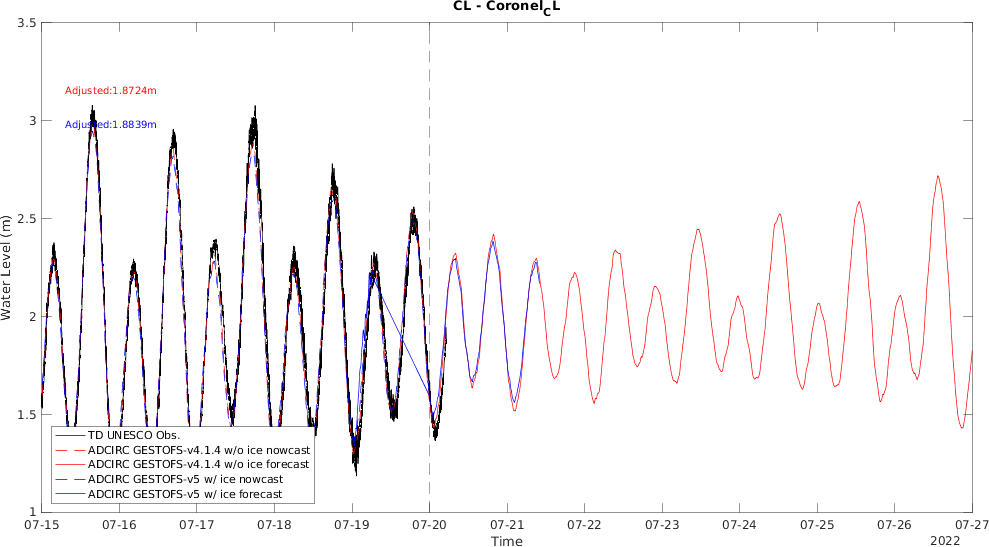 CL - Coronel_CL
3.5
3
2.5
2
1.5
1
Water Level (m)
Adjusted:1.8724m
Adjusted:1.8839m
TD UNESCO Obs.
ADCIRC GESTOFS-v4.1.4 w/o ice nowcast
ADCIRC GESTOFS-v4.1.4 w/o ice forecast
ADCIRC GESTOFS-v5 w/ ice nowcast
ADCIRC GESTOFS-v5 w/ ice forecast
07-15 07-16 07-17 07-18 07-19 07-20 07-21 07-22 07-23 07-24 07-25 07-26 07-27
Time
2022